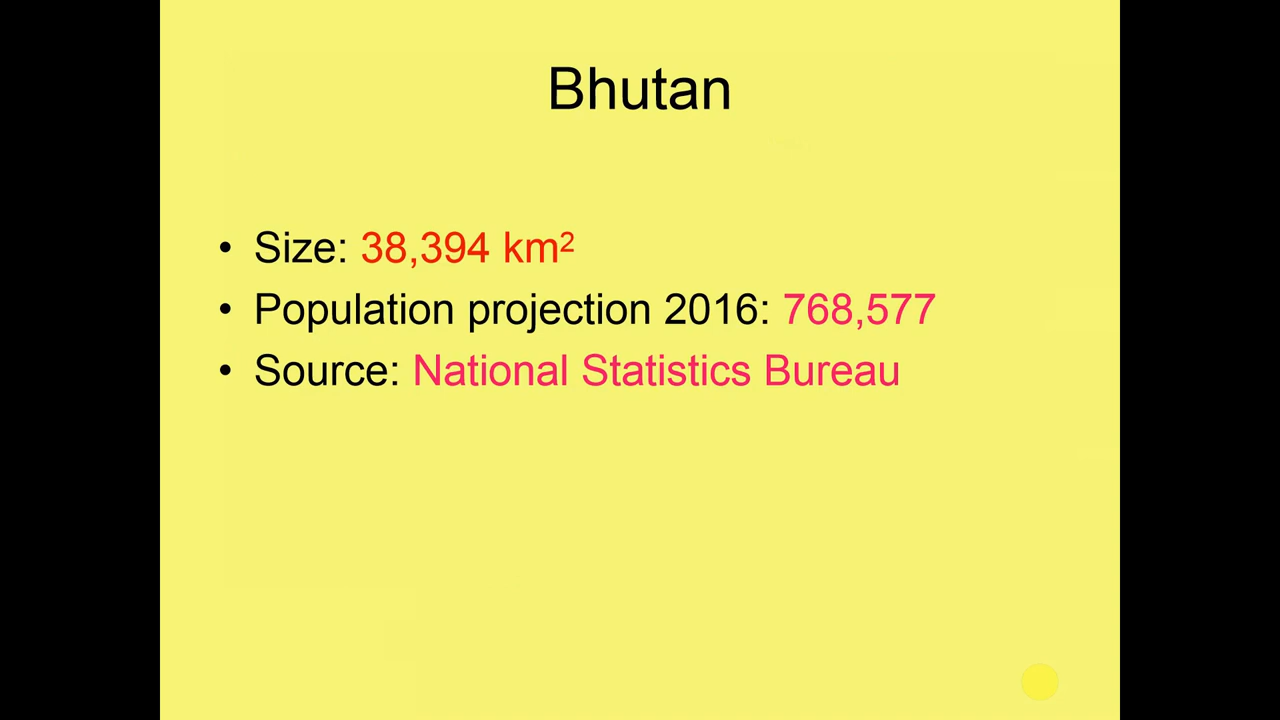 Bhutan
• Size: 38,394 km²
• Population projection 2016: 768,577
• Source: National Statistics Bureau